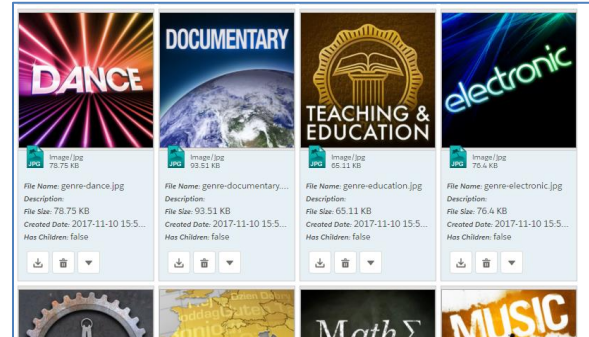 DANCE
DOCUMENTARY
TEACHING &
EDUCATION
electronic
JPG
Image/jpg
78.75 KB
File Name: genre-dance.jpg
Description:
File Size: 78.75 KB
Created Date: 2017-11-10 15:5...
Has Children: false
JPG
Image/jpg
93.51 KB
File Name: genre-documentary....
Description:
File Size: 93.51 KB
Created Date: 2017-11-10 15:5...
Has Children: false
JPG
Image/jpg
65.11 KB
File Name: genre-education.jpg
Description:
File Size: 65.11 KB
Created Date: 2017-11-10 15:5...
Has Children: false
JPG
Image/jpg
76.4 KB
File Name: genre-electronic.jpg
Description:
File Size: 76.4 KB
Created Date: 2017-11-10 15:5...
Has Children: false
Dzien Dobry
Math Σ
MUSIC